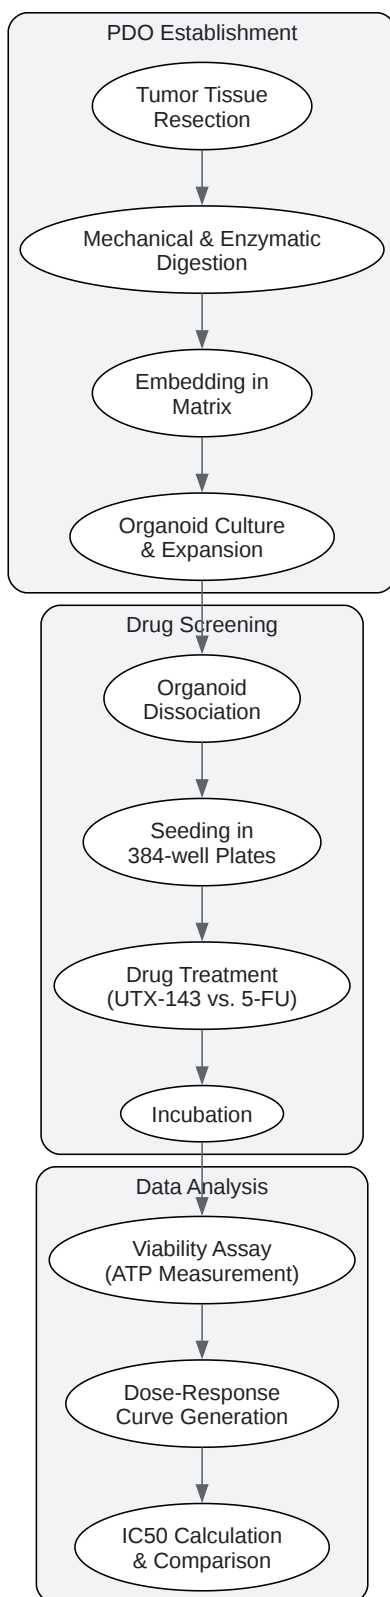 PDO Establishment
Tumor Tissue
Resection
Mechanical & Enzymatic
Digestion
Embedding in
Matrix
Organoid Culture
& Expansion
Drug Screening
Organoid
Dissociation
Seeding in
384-well Plates
Drug Treatment
(UTX-143 vs. 5-FU)
Incubation
Data Analysis
Viability Assay
(ATP Measurement)
Dose-Response
Curve Generation
IC50 Calculation
& Comparison